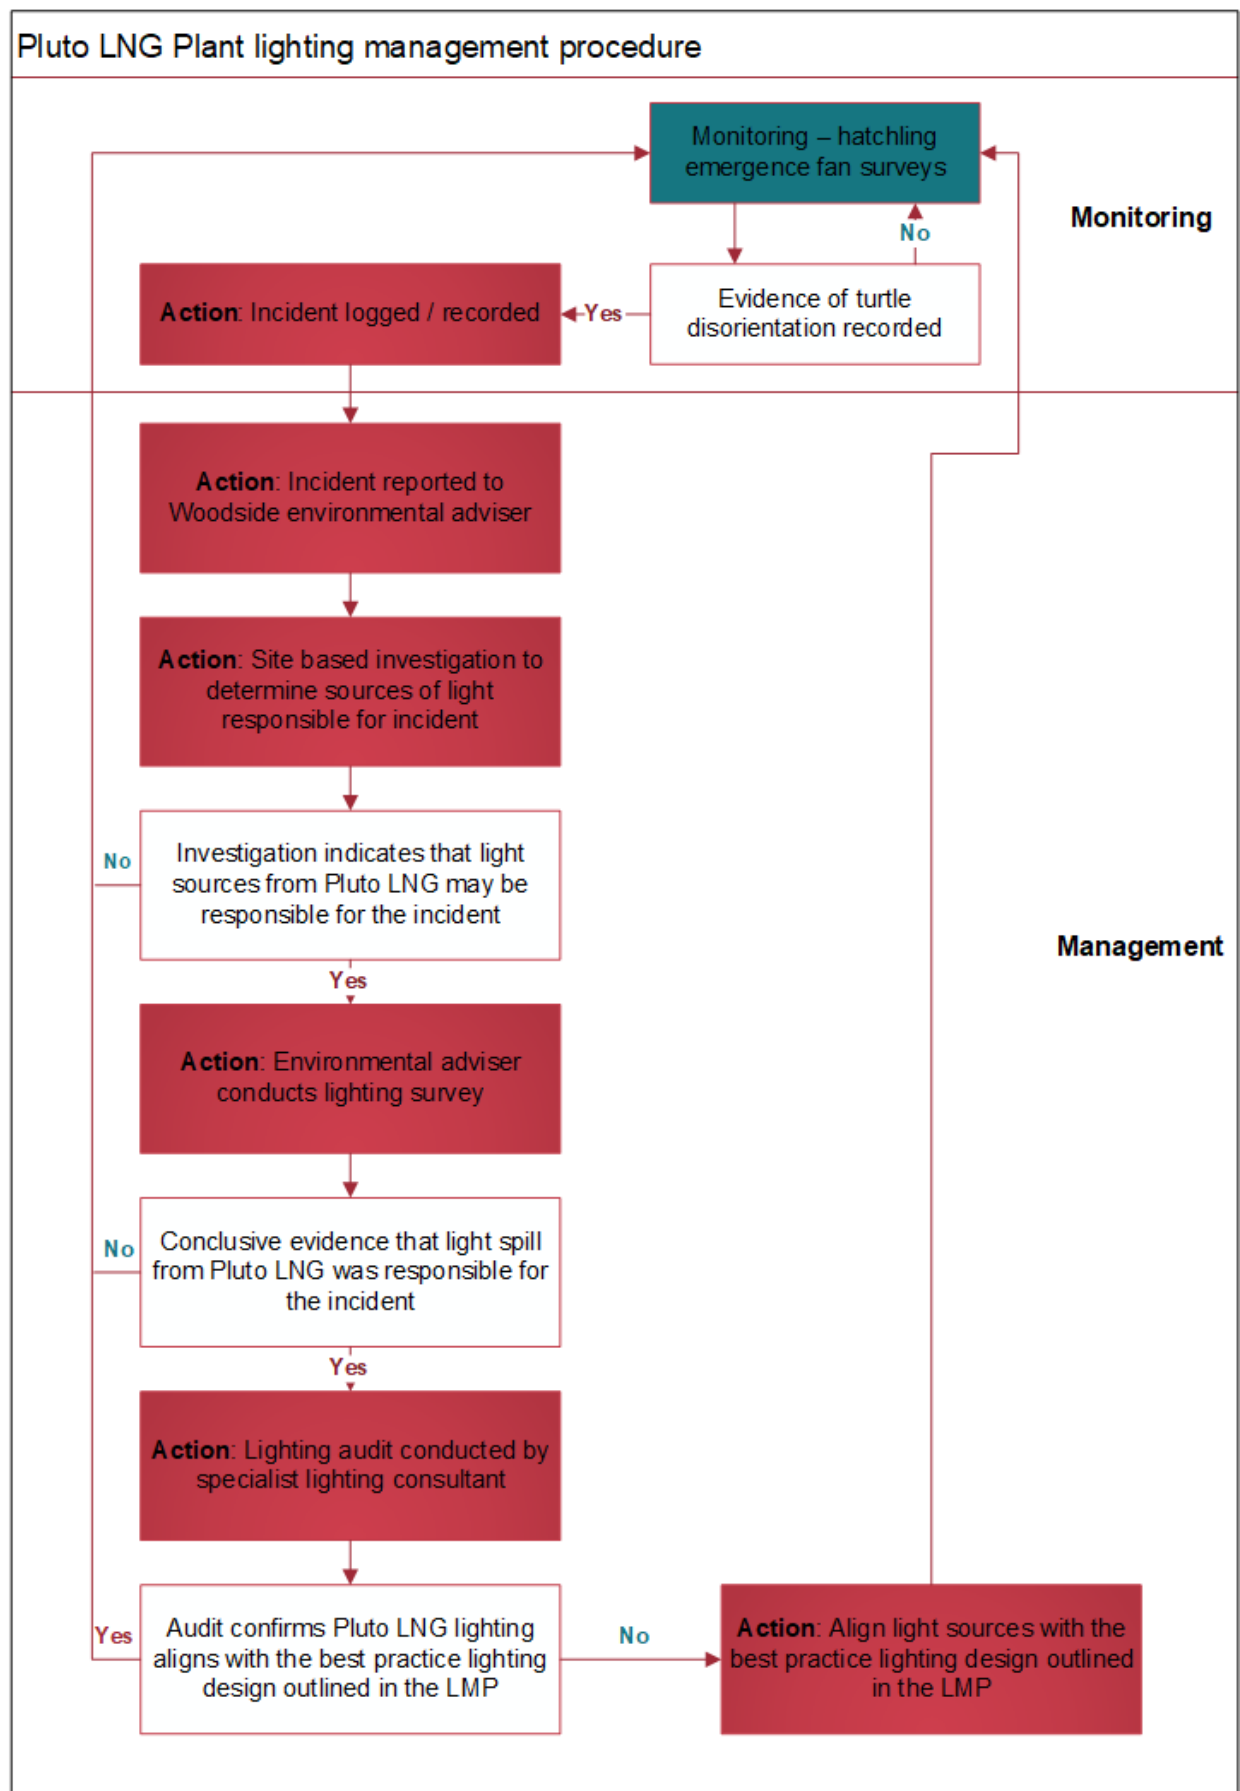 Pluto LNG Plant lighting management procedure
Monitoring – hatchling
emergence fan surveys
Monitoring
No
Action: Incident logged / recorded
Yes
Evidence of turtle
disorientation recorded
Action: Incident reported to
Woodside environmental adviser
Action: Site based investigation to
determine sources of light
responsible for incident
No
Investigation indicates that light
sources from Pluto LNG may be
responsible for the incident
Management
Yes
Action: Environmental adviser
conducts lighting survey
No
Conclusive evidence that light spill
from Pluto LNG was responsible for
the incident
Yes
Action: Lighting audit conducted by
specialist lighting consultant
Yes
Audit confirms Pluto LNG lighting
aligns with the best practice lighting
design outlined in the LMP
No
Action: Align light sources with the
best practice lighting design outlined
in the LMP